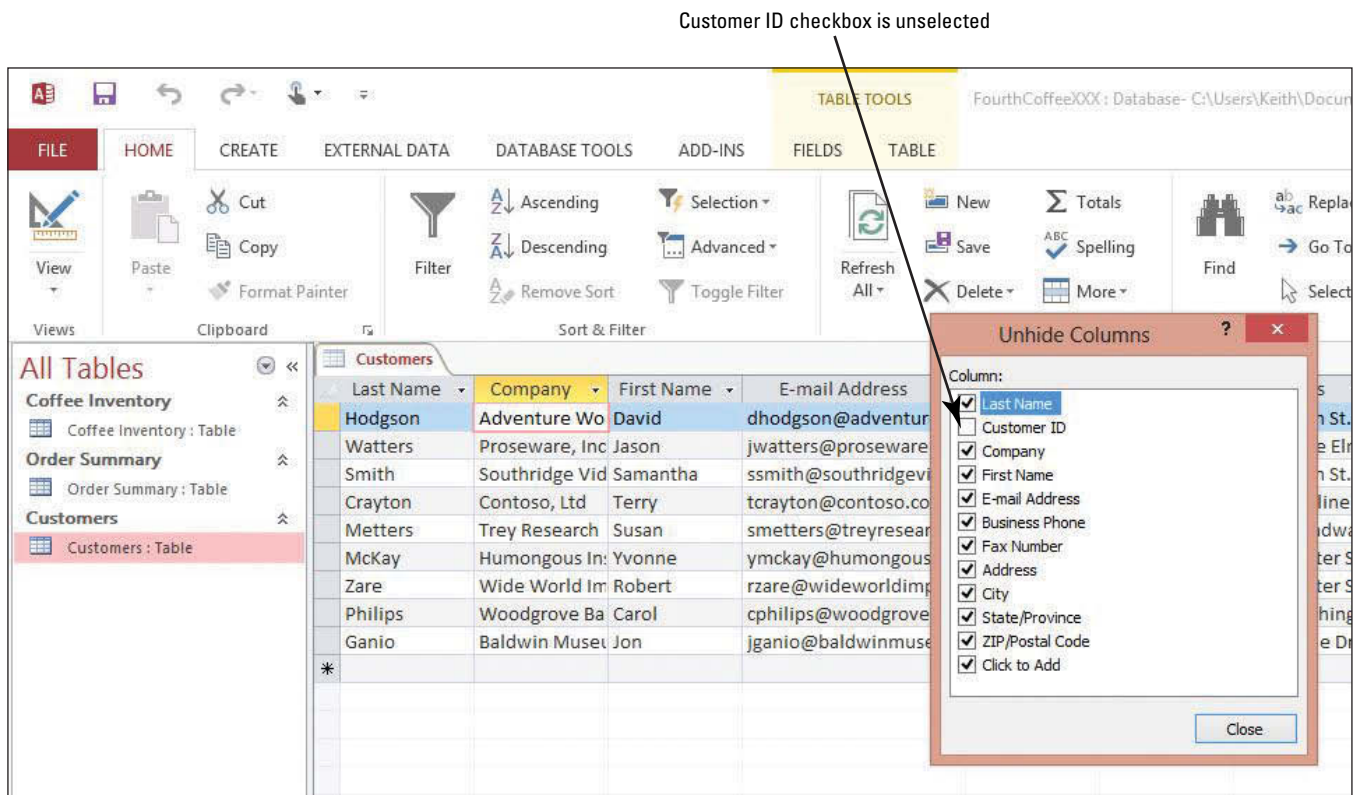 Customer ID checkbox is unselected
TABLE TOOLS
FourthCoffeeXXX : Database- C:\Users\Keith\Docum
FILE HOME CREATE EXTERNAL DATA DATABASE TOOLS ADD-INS FIELDS TABLE
View
Paste
Cut
Copy
Format Painter
Filter
Ascending
Descending
Remove Sort
Selection
Advanced
Toggle Filter
Refresh
All
New
Save
Delete
Totals
Spelling
More
Find
Go To
Select
Views Clipboard Sort & Filter
All Tables
Coffee Inventory
Coffee Inventory : Table
Order Summary
Order Summary : Table
Customers
Customers : Table
Customers
Last Name Company First Name E-mail Address
Hodgson Adventure Wo David dhodgson@adventur
Watters Proseware, Inc Jason jwatters@proseware
Smith Southridge Vid Samantha ssmith@southridgevi
Crayton Contoso, Ltd Terry tcrayton@contoso.co
Metters Trey Research Susan smetters@treyresear
McKay Humongous In Yvonne ymckay@humongous
Zare Wide World Im Robert rzare@wideworldimp
Philips Woodgrove Ba Carol cphilips@woodgrove
Ganio Baldwin Museu Jon jganio@baldwinmuse
Unhide Columns ? ×
Column:
Last Name
Customer ID
Company
First Name
E-mail Address
Business Phone
Fax Number
Address
City
State/Province
ZIP/Postal Code
Click to Add
Close